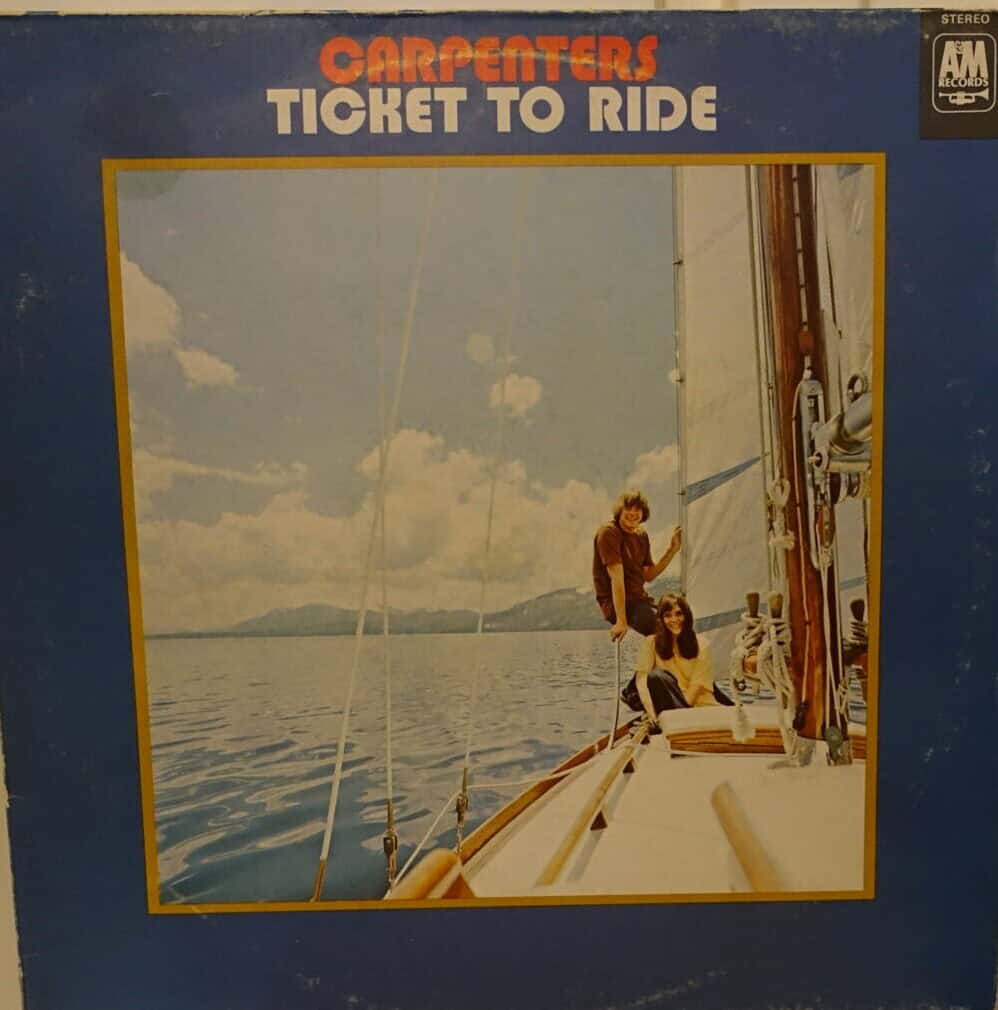 CARPENTERS
TICKET TO RIDE
STEREO
A&M
RECORDS